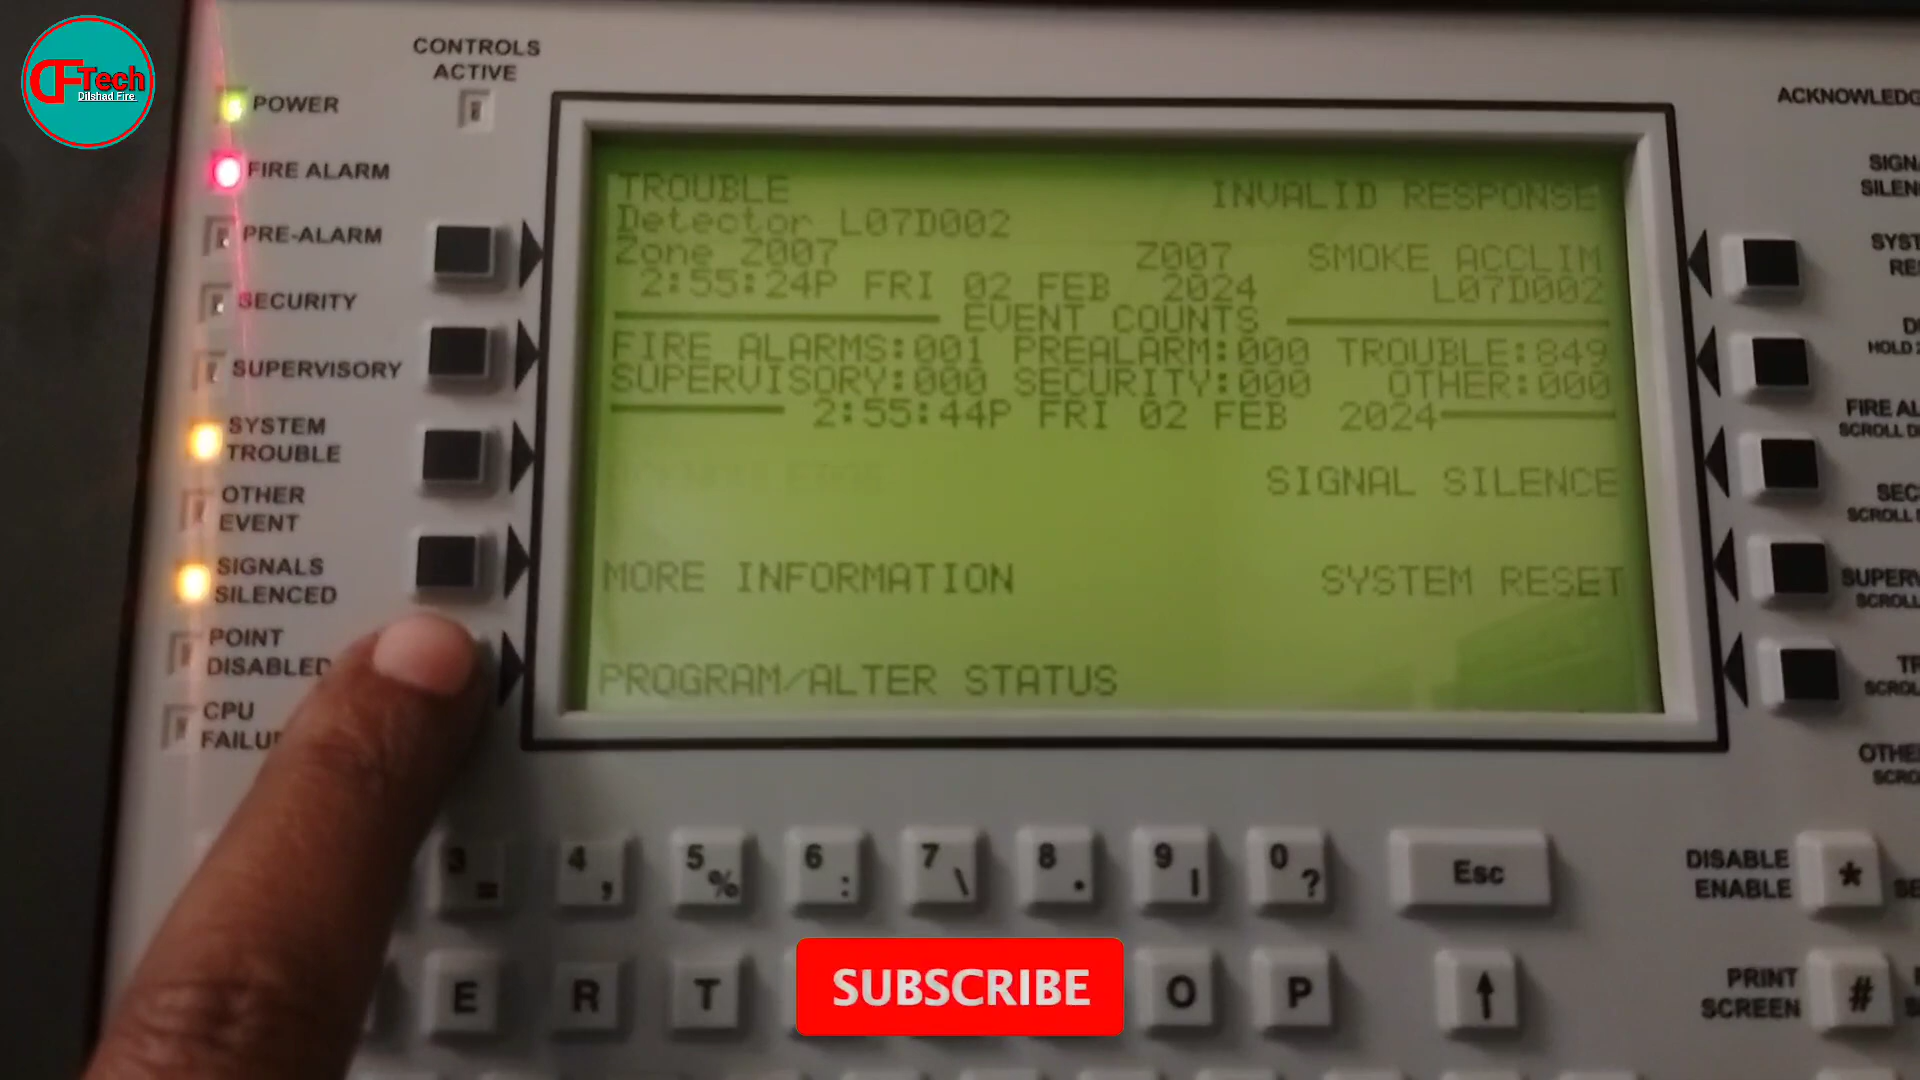 DFTech
Dilshad Fire
CONTROLS
ACTIVE
POWER
FIRE ALARM
PRE-ALARM
SECURITY
SUPERVISORY
SYSTEM
TROUBLE
OTHER
EVENT
SIGNALS
SILENCED
POINT
DISABLED
CPU
TROUBLE INVALID RESPONSE
Detector L07D002
Zone Z007 Z007 SMOKE ACCLIM
2:55:24P FRI 02 FEB 2024 L07D002
EVENT COUNTS
FIRE ALARMS:001 PREALARM:000 TROUBLE:849
SUPERVISORY:000 SECURITY:000 OTHER:000
2:55:44P FRI 02 FEB 2024
SIGNAL SILENCE
MORE INFORMATION SYSTEM RESET
PROGRAM/ALTER STATUS
3 = 4 , 5 % 6 : 7 \ 8 . 9 | 0 ? Esc
DISABLE
ENABLE
*
E R T O P ↑
PRINT
SCREEN
#
SUBSCRIBE